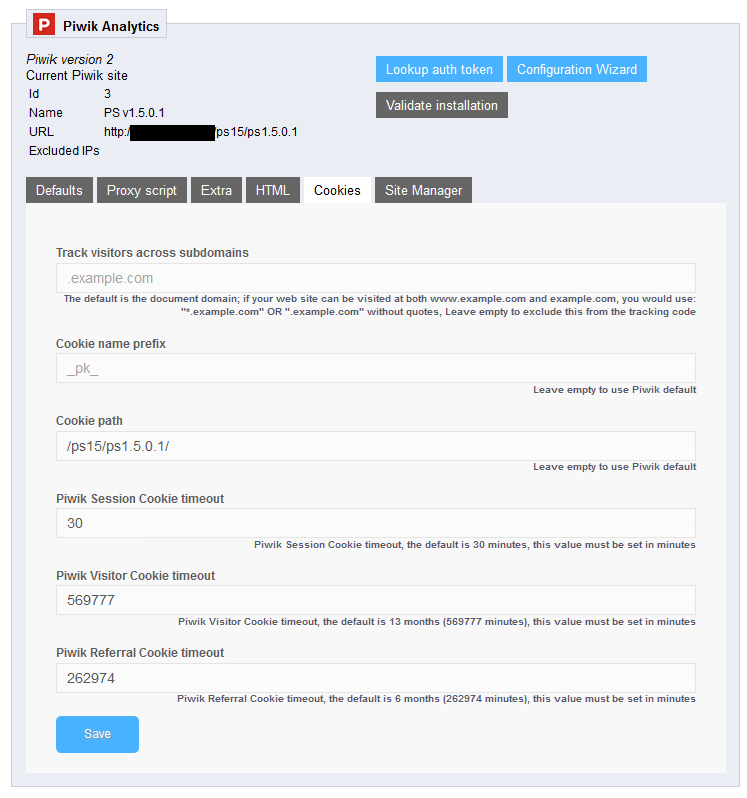 P Piwik Analytics
Piwik version 2
Current Piwik site
Id 3
Name PS v1.5.0.1
URL http:/ /ps15/ps1.5.0.1
Excluded IPs
Lookup auth token Configuration Wizard
Validate installation
Defaults Proxy script Extra HTML Cookies Site Manager
Track visitors across subdomains
.example.com
The default is the document domain; if your web site can be visited at both www.example.com and example.com, you would use:
"*.example.com" OR ".example.com" without quotes, Leave empty to exclude this from the tracking code
Cookie name prefix
_pk_
Leave empty to use Piwik default
Cookie path
/ps15/ps1.5.0.1/
Leave empty to use Piwik default
Piwik Session Cookie timeout
30
Piwik Session Cookie timeout, the default is 30 minutes, this value must be set in minutes
Piwik Visitor Cookie timeout
569777
Piwik Visitor Cookie timeout, the default is 13 months (569777 minutes), this value must be set in minutes
Piwik Referral Cookie timeout
262974
Piwik Referral Cookie timeout, the default is 6 months (262974 minutes), this value must be set in minutes
Save